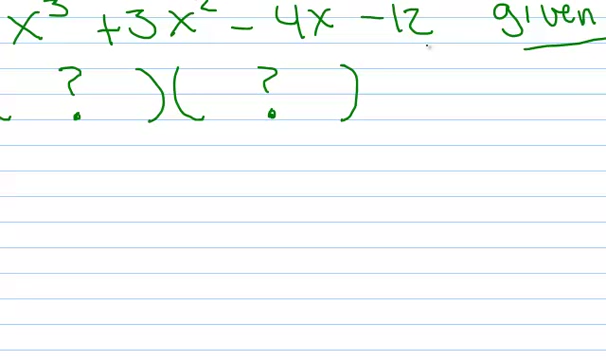 x³ + 3x² - 4x - 12 given
( ? ) ( ? )